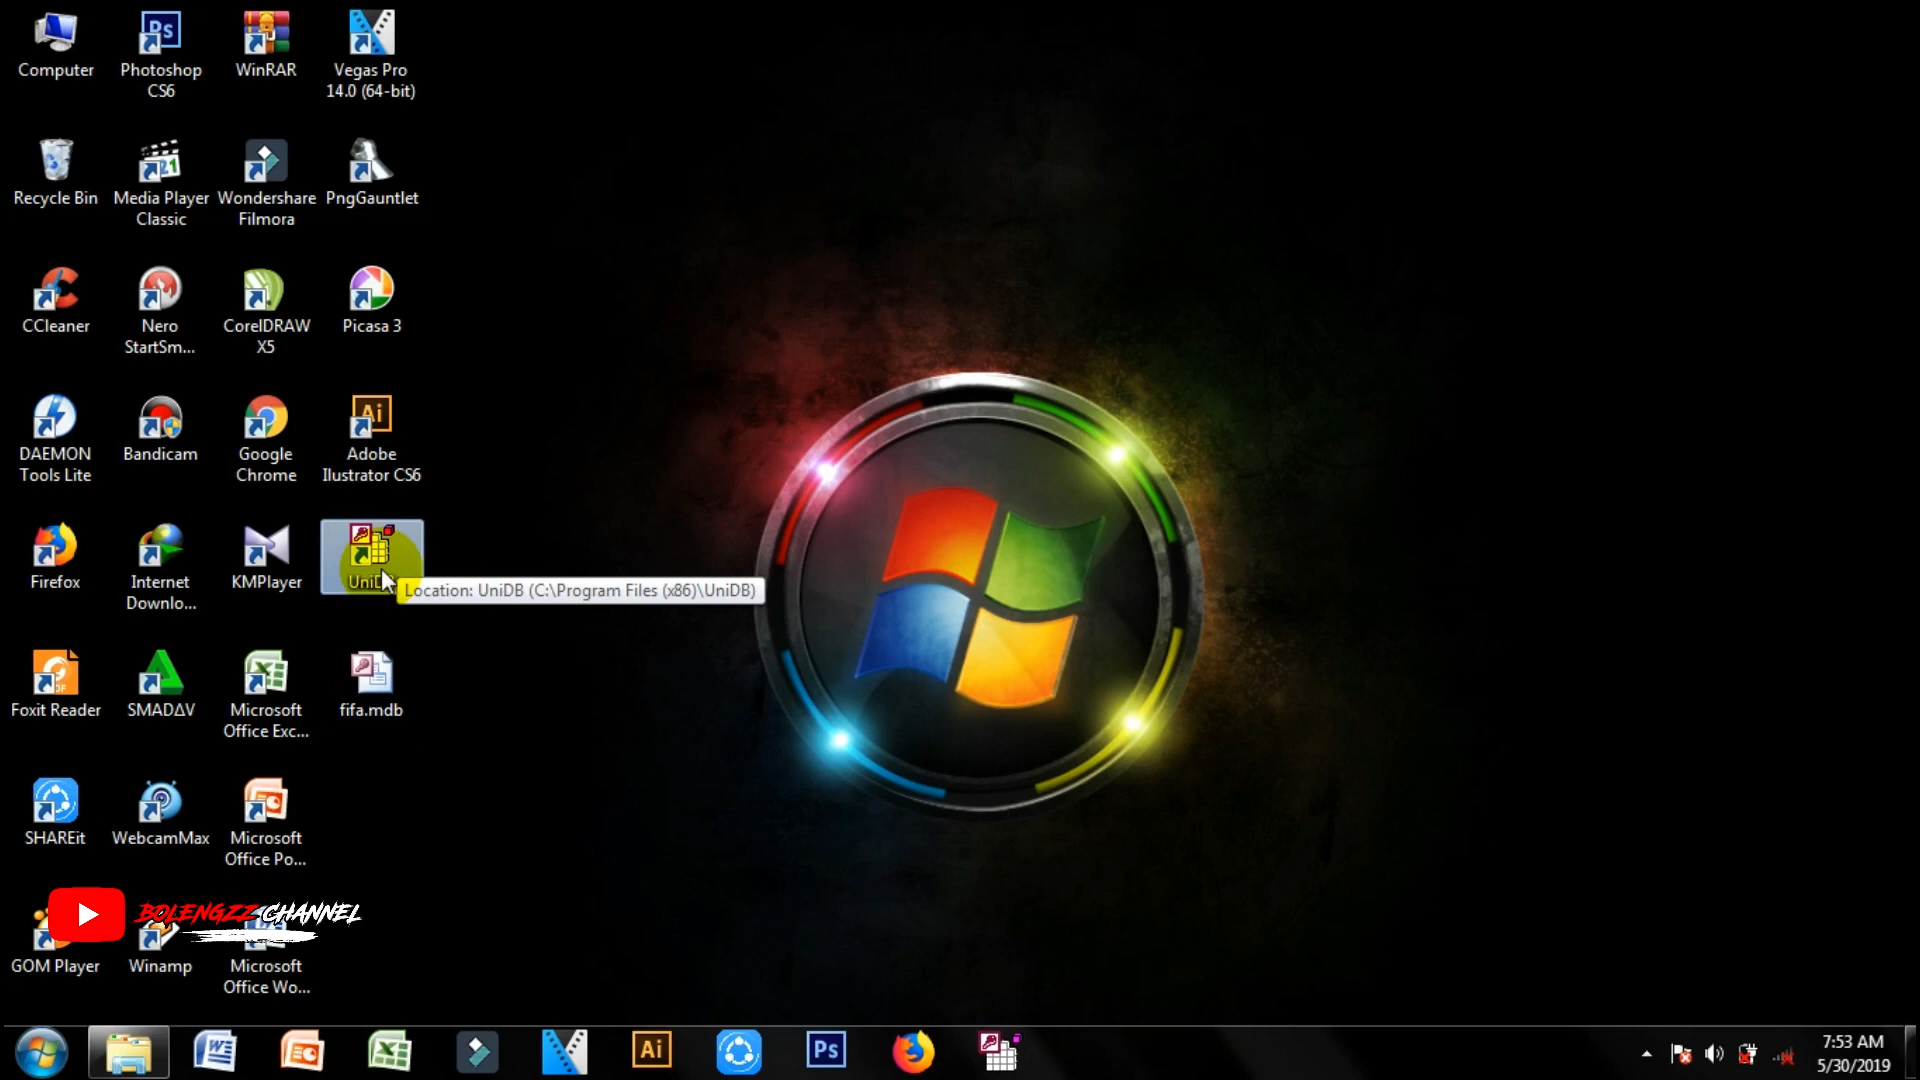 Computer
Photoshop
CS6
WinRAR
Vegas Pro
14.0 (64-bit)
Recycle Bin
Media Player
Classic
Wondershare
Filmora
PngGauntlet
CCleaner
Nero
StartSm...
CorelDRAW
X5
Picasa 3
DAEMON
Tools Lite
Bandicam
Google
Chrome
Adobe
Ilustrator CS6
Firefox
Internet
Downlo...
KMPlayer
Location: UniDB (C:\Program Files (x86)\UniDB)
Foxit Reader
SMADΔV
Microsoft
Office Exc...
fifa.mdb
SHAREit
WebcamMax
Microsoft
Office Po...
BOLENGZZ CHANNEL
GOM Player
Winamp
Microsoft
Office Wo...
Ai
Ps
7:53 AM
5/30/2019